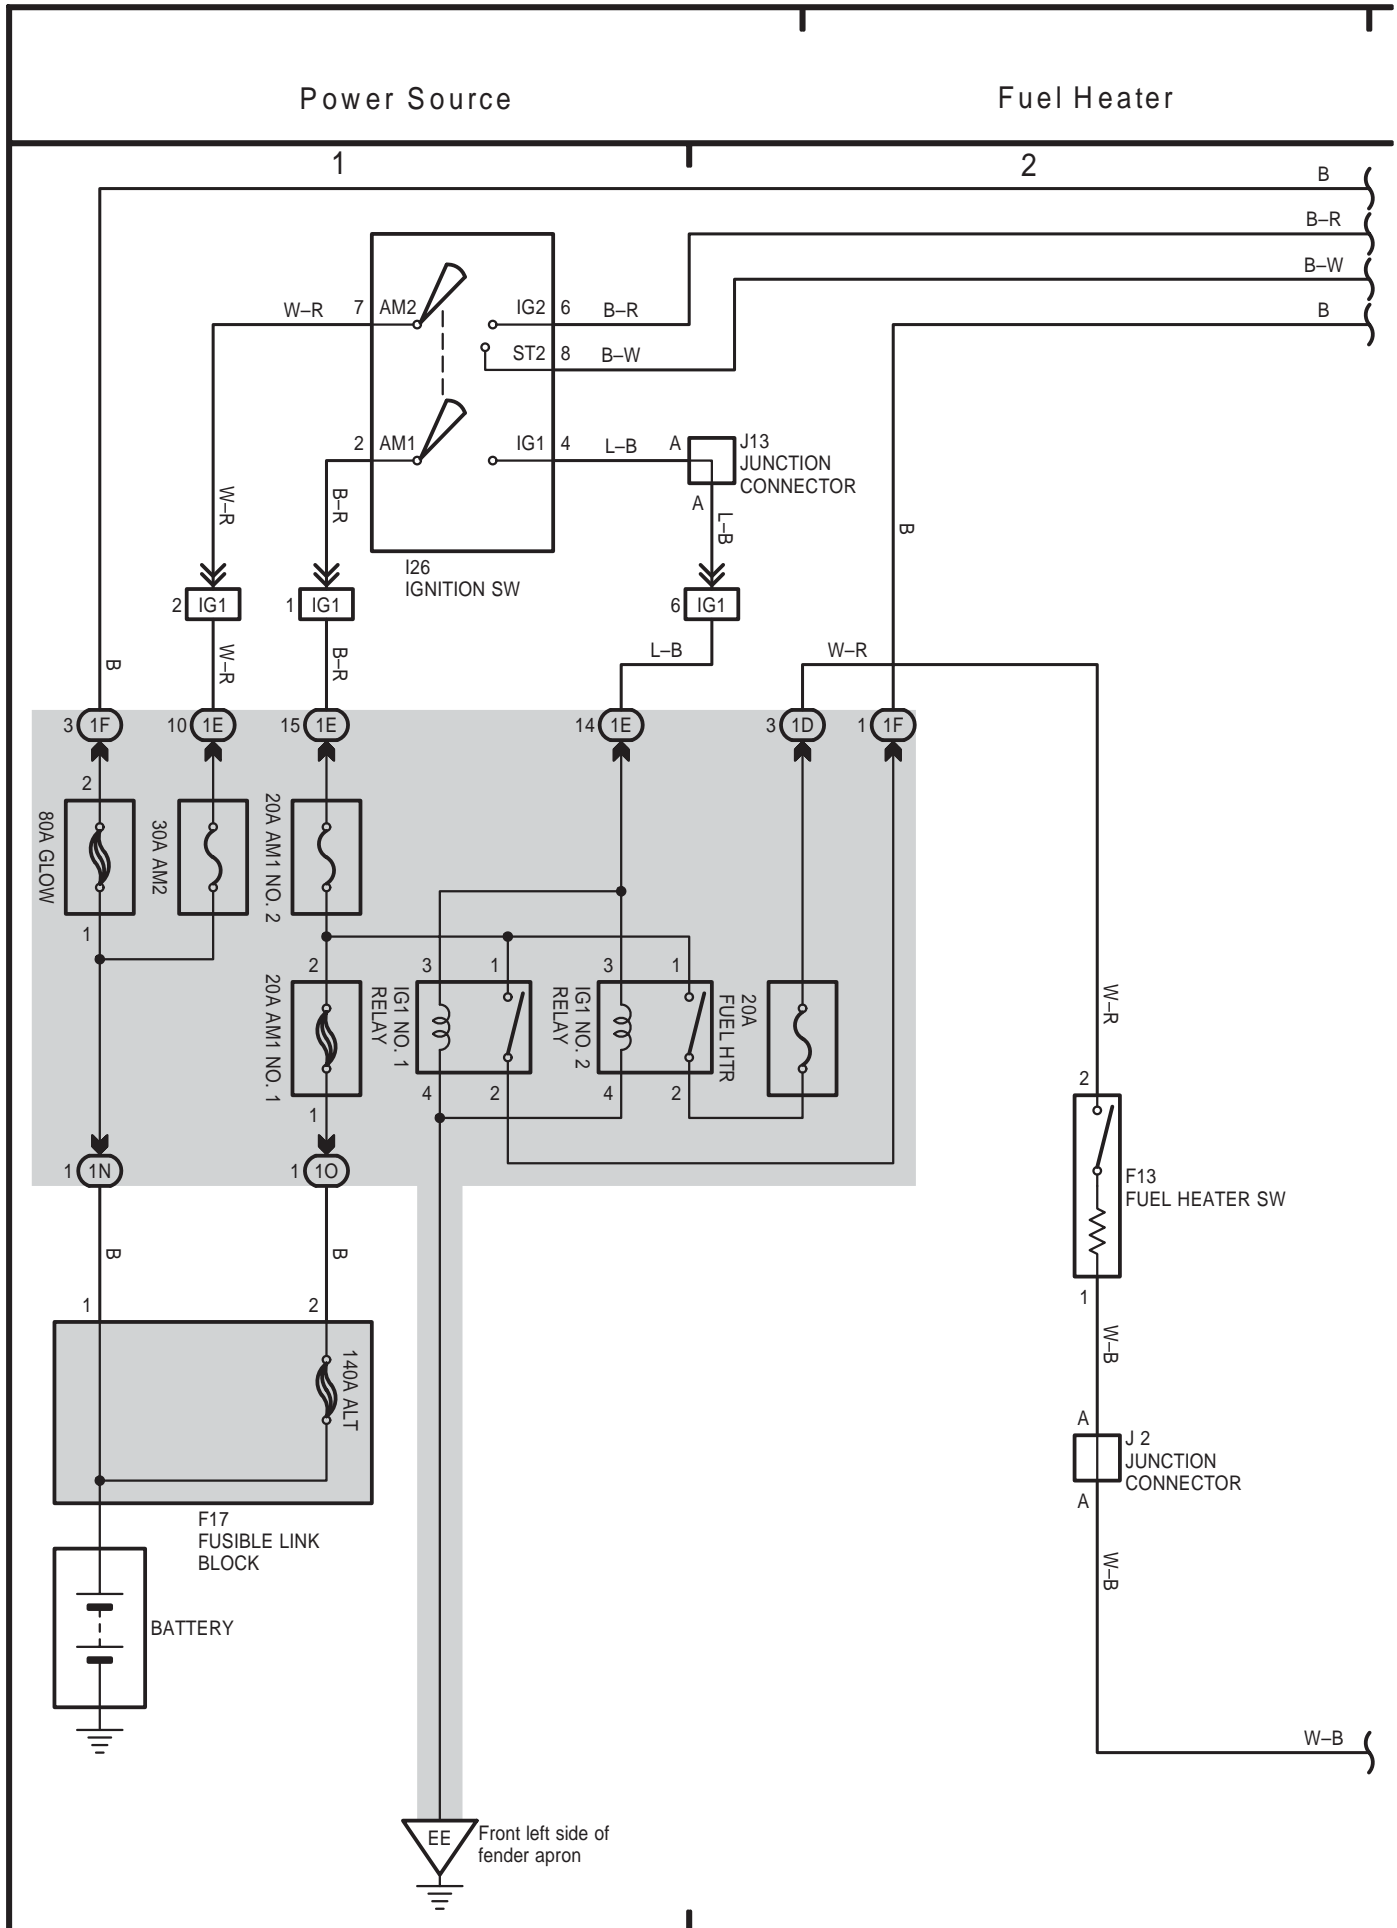 Power Source
Fuel Heater
1
2
B
B–R
B–W
B
W–R
7
AM2
IG2
6
B–R
ST2
8
B–W
2
AM1
IG1
4
L–B
A
J13
JUNCTION
CONNECTOR
A
L–B
W–R
B–R
B
I26
IGNITION SW
2
IG1
1
IG1
6
IG1
B
W–R
B–R
L–B
W–R
3
1F
10
1E
15
1E
14
1E
3
1D
1
1F
2
80A GLOW
30A AM2
20A AM1 NO. 2
1
2
3
1
3
1
20A AM1 NO. 1
IG1 NO. 1
RELAY
IG1 NO. 2
RELAY
20A
FUEL HTR
W–R
1
4
2
4
2
2
1
1N
1
1O
F13
FUEL HEATER SW
B
B
1
2
1
140A ALT
W–B
A
J 2
JUNCTION
CONNECTOR
A
F17
FUSIBLE LINK
BLOCK
W–B
BATTERY
W–B
EE
Front left side of
fender apron